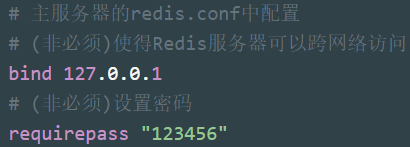 # 主服务器的redis.conf中配置
# (非必须)使得Redis服务器可以跨网络访问
bind 127.0.0.1
# (非必须)设置密码
requirepass "123456"